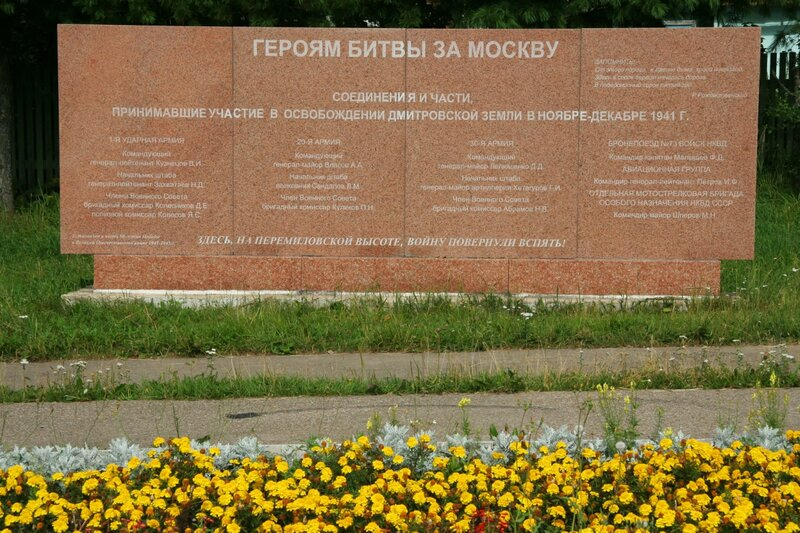 ГЕРОЯМ БИТВЫ ЗА МОСКВУ
ЗАПОМНИТЕ:
СОЕДИНЕНИЯ И ЧАСТИ,
ПРИНИМАВШИЕ УЧАСТИЕ В ОСВОБОЖДЕНИИ ДМИТРОВСКОЙ ЗЕМЛИ В НОЯБРЕ-ДЕКАБРЕ 1941 Г.
1-Я УДАРНАЯ АРМИЯ
Командующий
генерал-лейтенант Кузнецов В.И.
Начальник штаба
генерал-лейтенант Захватаев Н.Д.
Члены Военного Совета
бригадный комиссар Колесников Д.Е.
полковой комиссар Колосов Я.С.
20-Я АРМИЯ
Командующий
генерал-майор Власов А.А.
Начальник штаба
полковник Сандалов Л.М.
Член Военного Совета
бригадный комиссар Куликов П.Н.
30-Я АРМИЯ
Командующий
генерал-майор Лелюшенко Д.Д.
Начальник штаба
генерал-майор артиллерии Хетагуров Г.И.
Член Военного Совета
бригадный комиссар Абрамов Н.В.
БРОНЕПОЕЗД №73 ВОЙСК НКВД
Командир капитан Малышев Ф.Д.
АВИАЦИОННАЯ ГРУППА
Командир генерал-лейтенант Петров И.Ф.
ОТДЕЛЬНАЯ МОТОСТРЕЛКОВАЯ БРИГАДА
ОСОБОГО НАЗНАЧЕНИЯ НКВД СССР
Командир майор М.Н.
ЗДЕСЬ, НА ПЕРЕМИЛОВСКОЙ ВЫСОТЕ, ВОЙНУ ПОВЕРНУЛИ ВСПЯТЬ!